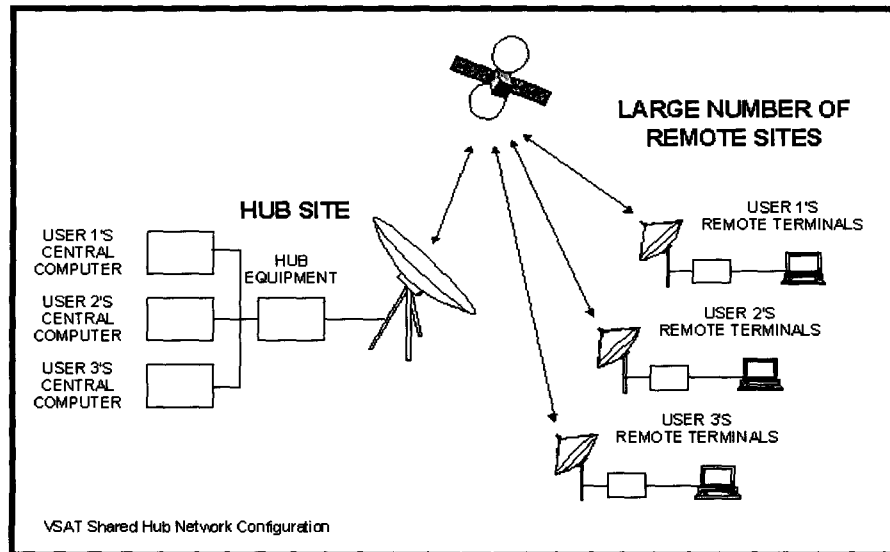 LARGE NUMBER OF
REMOTE SITES
HUB SITE
USER 1'S
CENTRAL
COMPUTER
USER 2'S
CENTRAL
COMPUTER
USER 3'S
CENTRAL
COMPUTER
HUB
EQUIPMENT
USER 1'S
REMOTE TERMINALS
USER 2'S
REMOTE TERMINALS
USER 3'S
REMOTE TERMINALS
VSAT Shared Hub Network Configuration